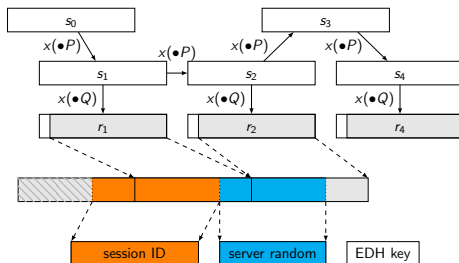 s0
s3
x(●P)
x(●P)
x(●P)
x(●P)
s1
s2
s4
x(●Q)
x(●Q)
x(●Q)
r1
r2
r4
session ID
server random
EDH key